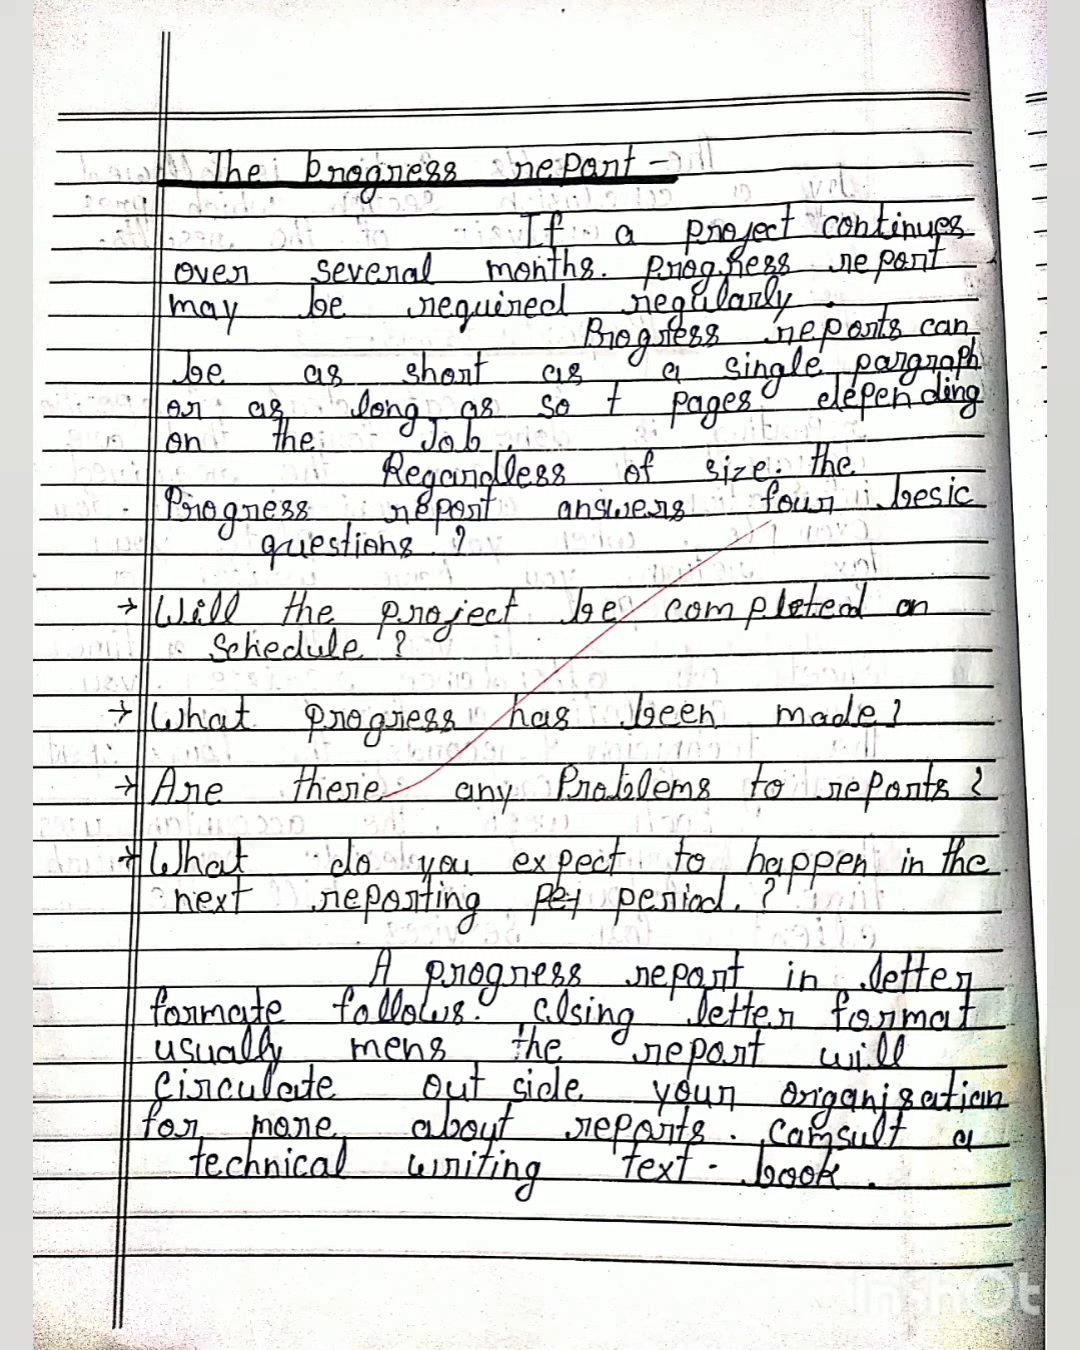 The Progress report -
If a project continues
over several months. Progress report
may be required regularly.
Progress reports can
be as short as a single pargraph
or as long as so t pages depending
on the Job.
Regardless of size. the
Progress report answers four besic
questions. ?
→ Will the project be completed on
schedule ?
→ What progress has been made?
→ Are there any Problems to reports ?
→ What do you expect to happen in the
next reporting per period. ?
A progress report in letter
formate follows. Using letter format
usually mens the report will
circulate out side your organisation
for more about reports. Camsult a
technical writing text - book.
InShOt